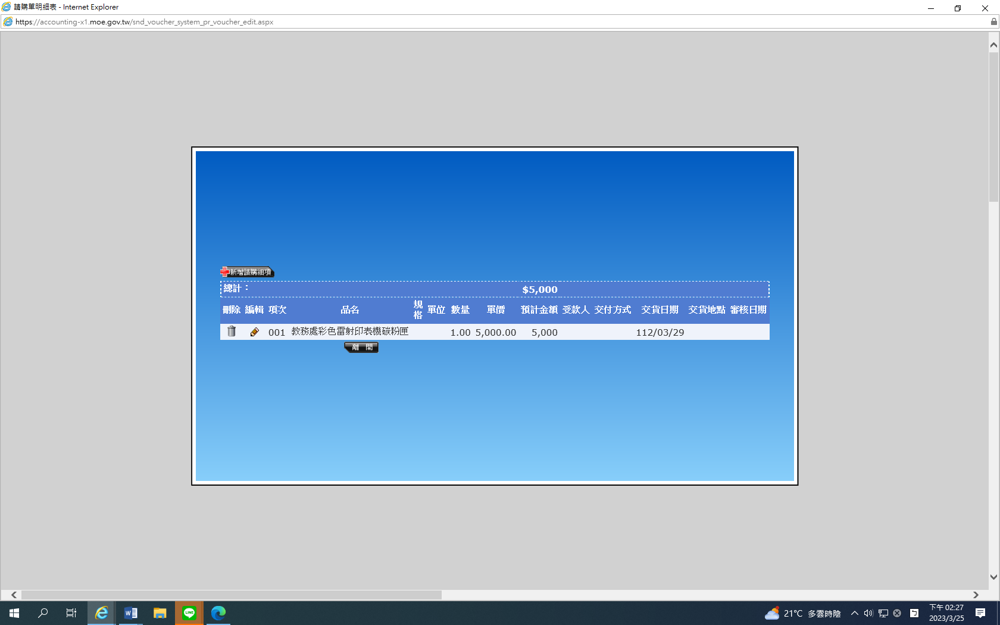 請購單明細表 - Internet Explorer
https://accounting-x1.moe.gov.tw/snd_voucher_system_pr_voucher_edit.aspx
新增請購細項
總計： $5,000
刪除 編輯 項次 品名 規格 單位 數量 單價 預計金額 受款人 交付方式 交貨日期 交貨地點 審核日期
001 教務處彩色雷射印表機碳粉匣 1.00 5,000.00 5,000 112/03/29
離 開
LINE
21°C 多雲時陰
下午 02:27
2023/3/25